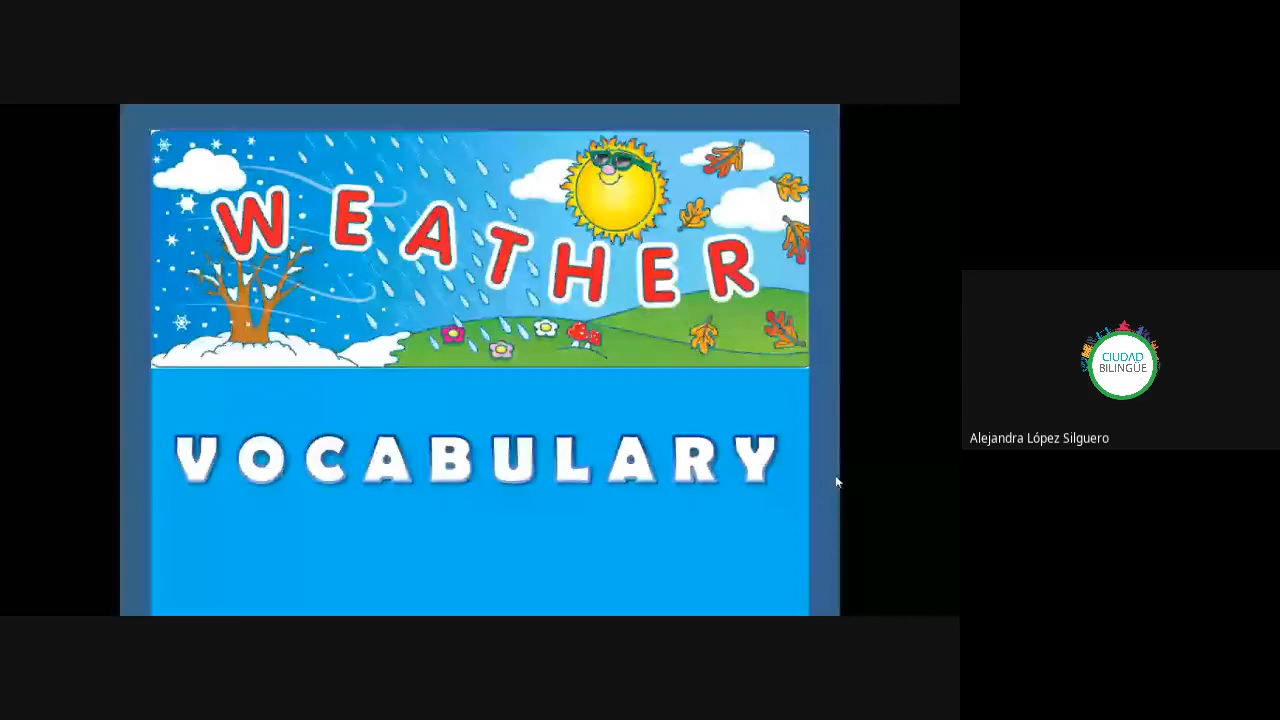 WEATHER
VOCABULARY
CIUDAD
BILINGÜE
Alejandra López Silguero